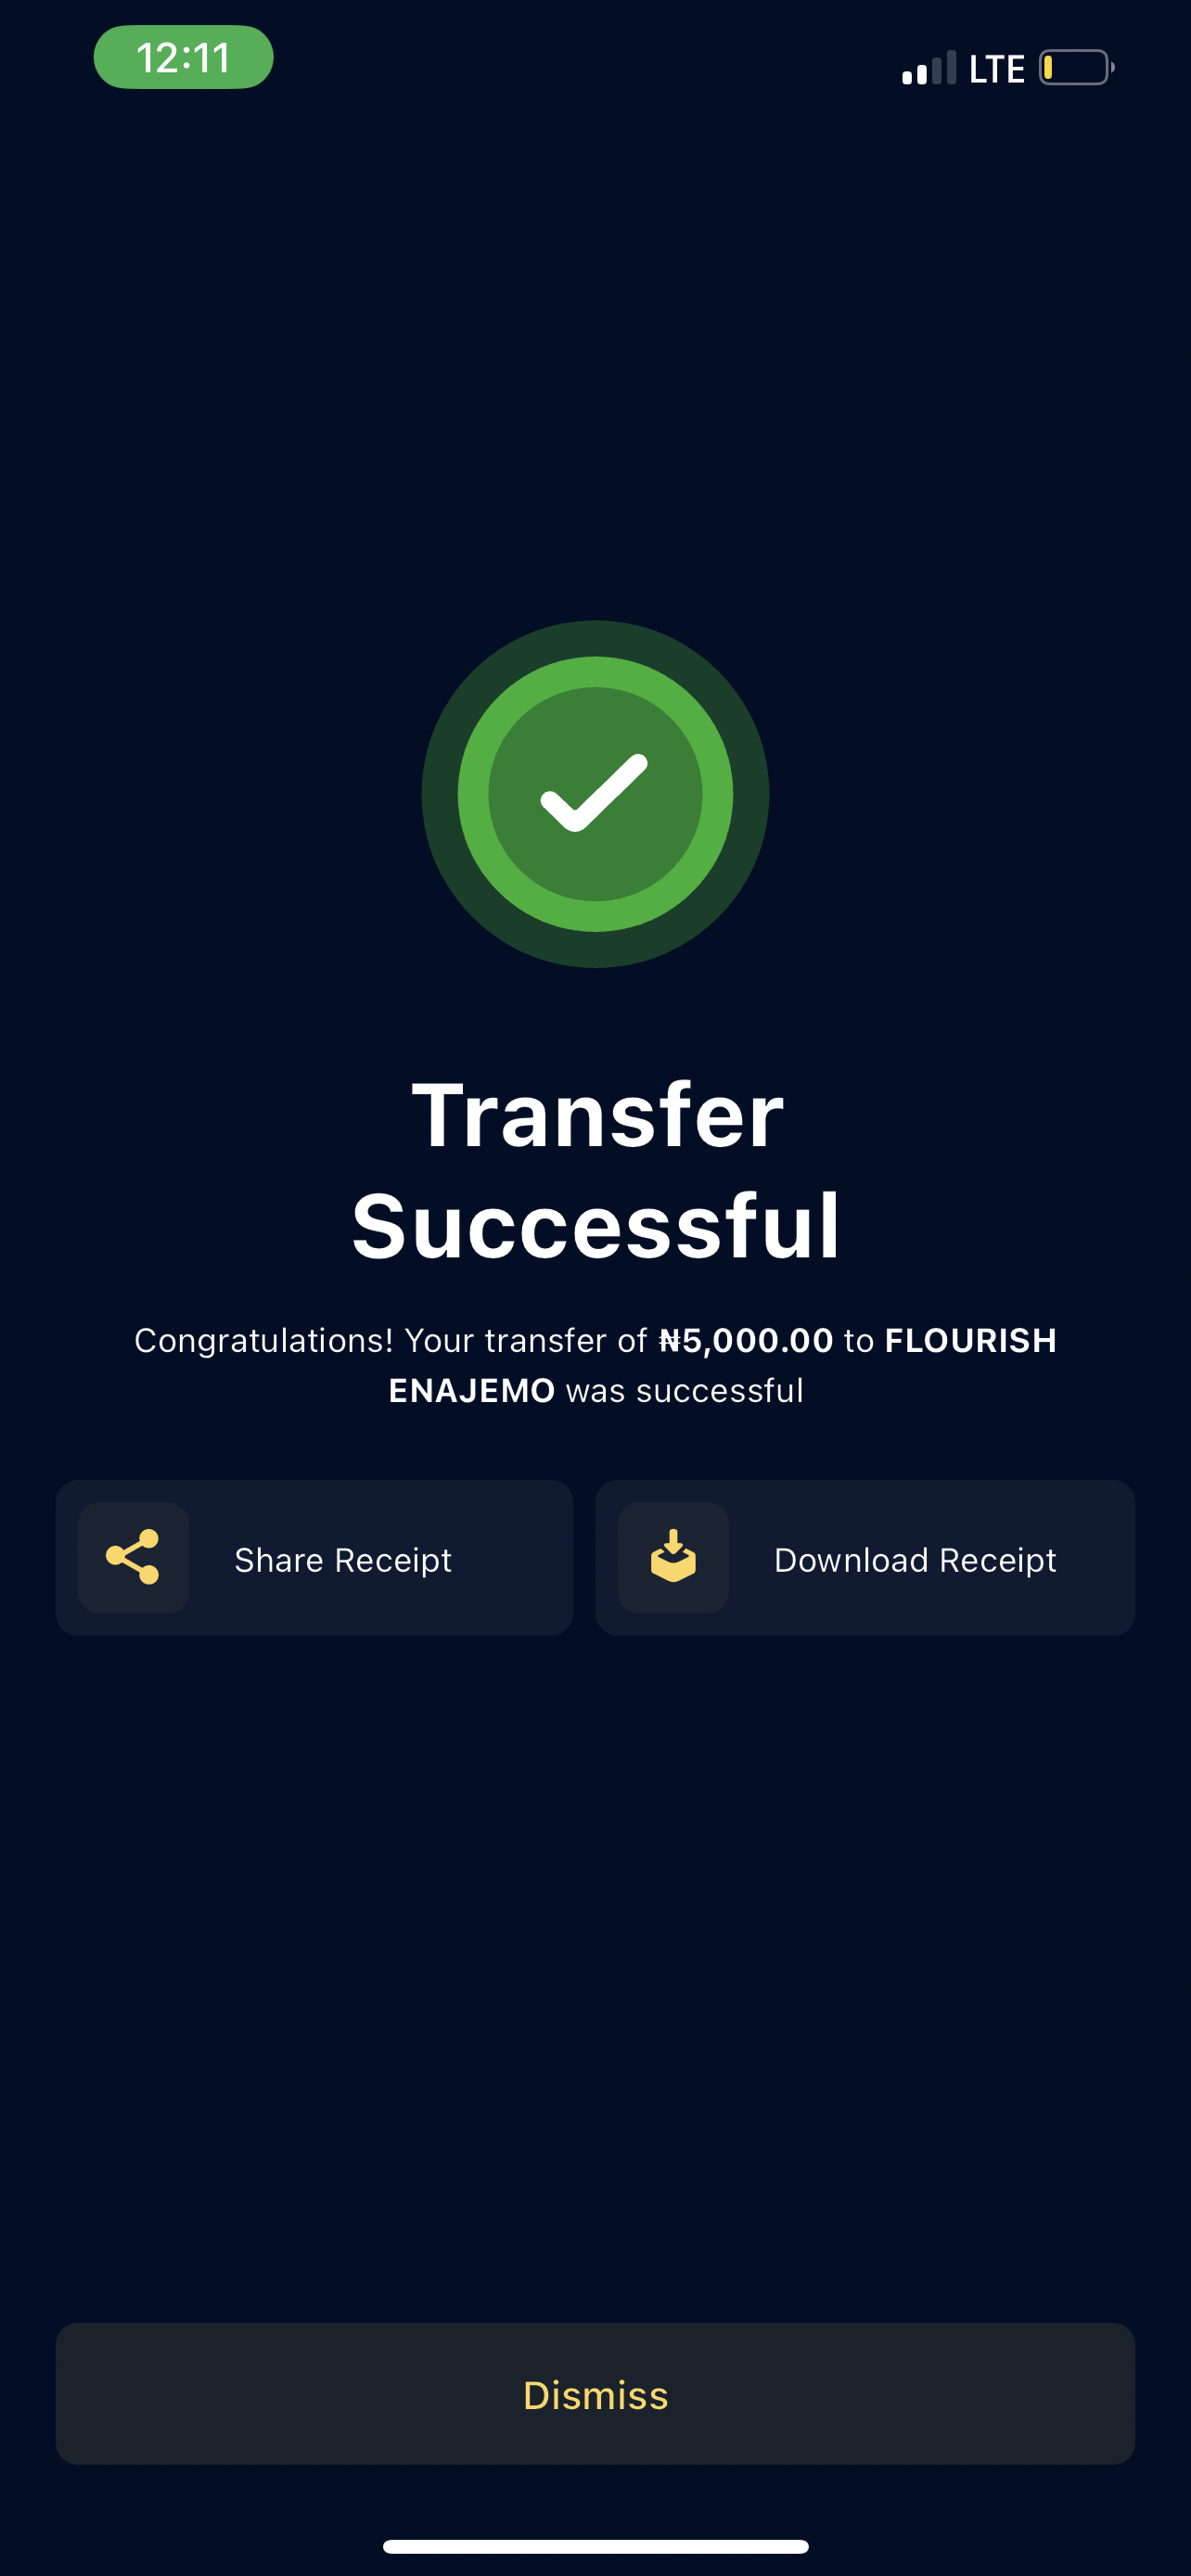 12:11
LTE
Transfer
Successful
Congratulations! Your transfer of ₦5,000.00 to FLOURISH
ENAJEMO was successful
Share Receipt
Download Receipt
Dismiss